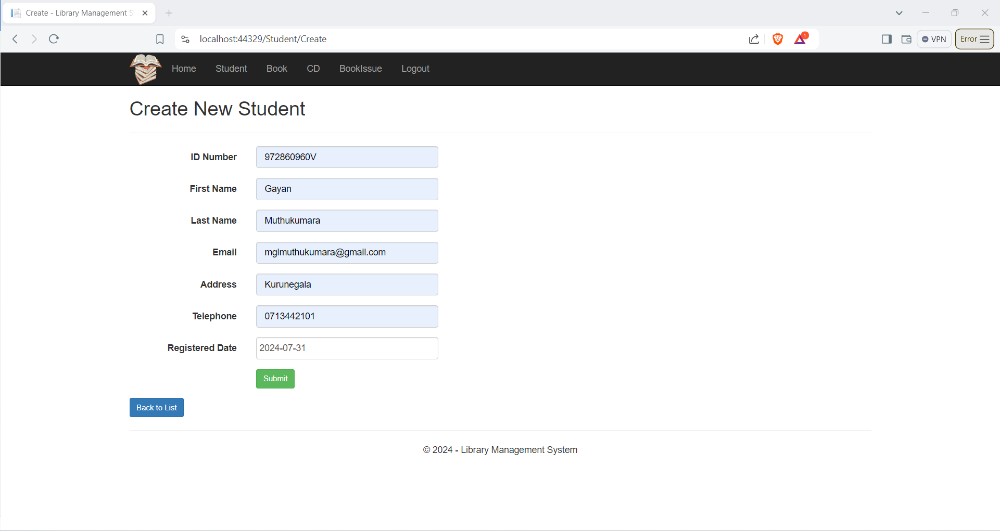 Create - Library Management S
localhost:44329/Student/Create
1
VPN
Error
Home Student Book CD BookIssue Logout
Create New Student
ID Number 972860960V
First Name Gayan
Last Name Muthukumara
Email mglmuthukumara@gmail.com
Address Kurunegala
Telephone 0713442101
Registered Date 2024-07-31
Submit
Back to List
© 2024 - Library Management System